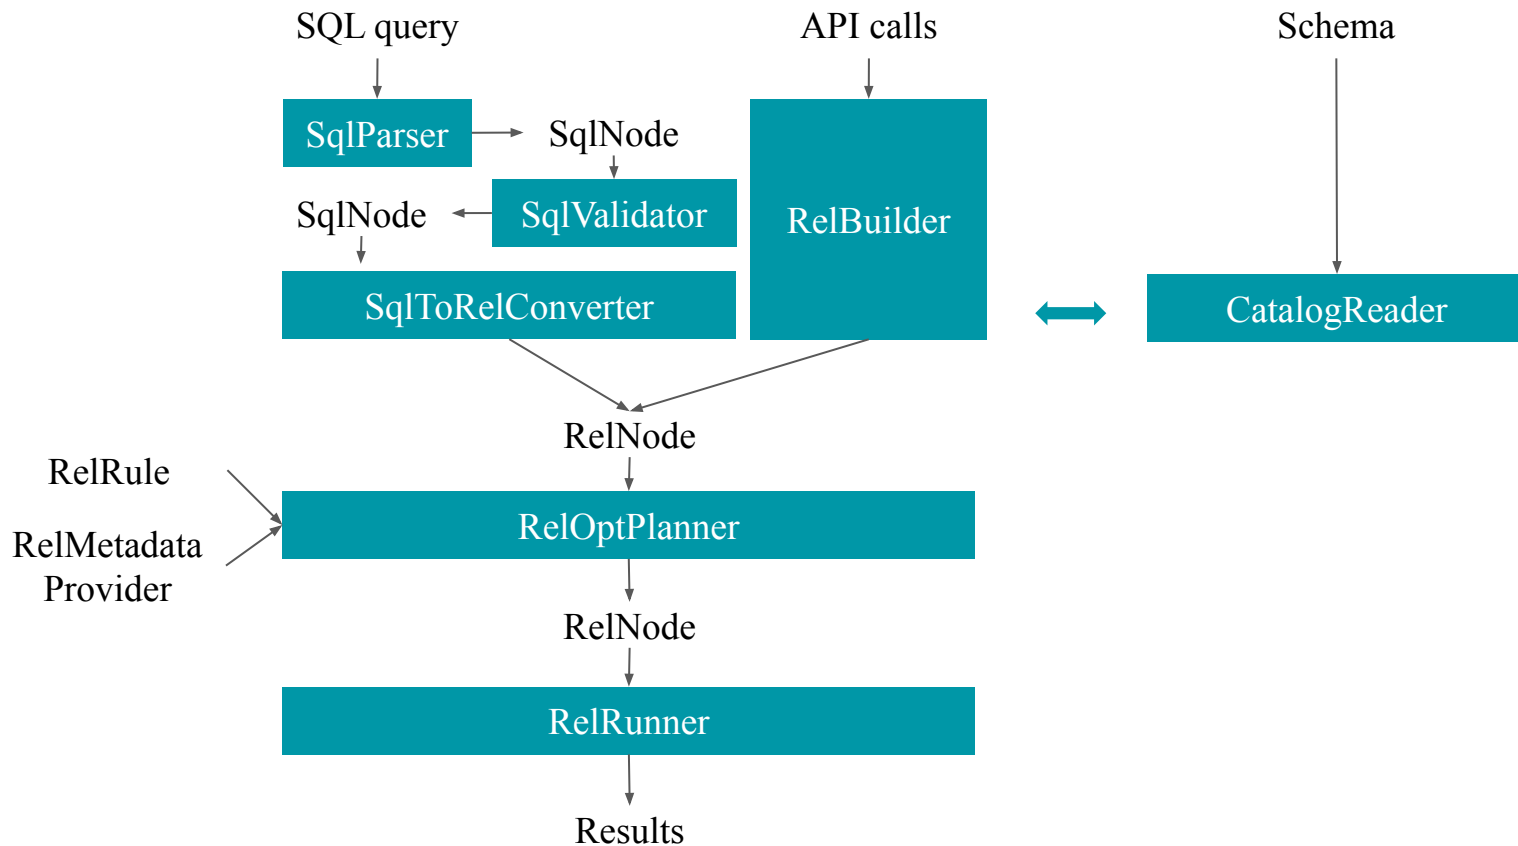 SQL query
API calls
Schema
SqlParser
SqlNode
SqlNode
SqlValidator
RelBuilder
SqlToRelConverter
CatalogReader
RelNode
RelRule
RelOptPlanner
RelMetadata
Provider
RelNode
RelRunner
Results